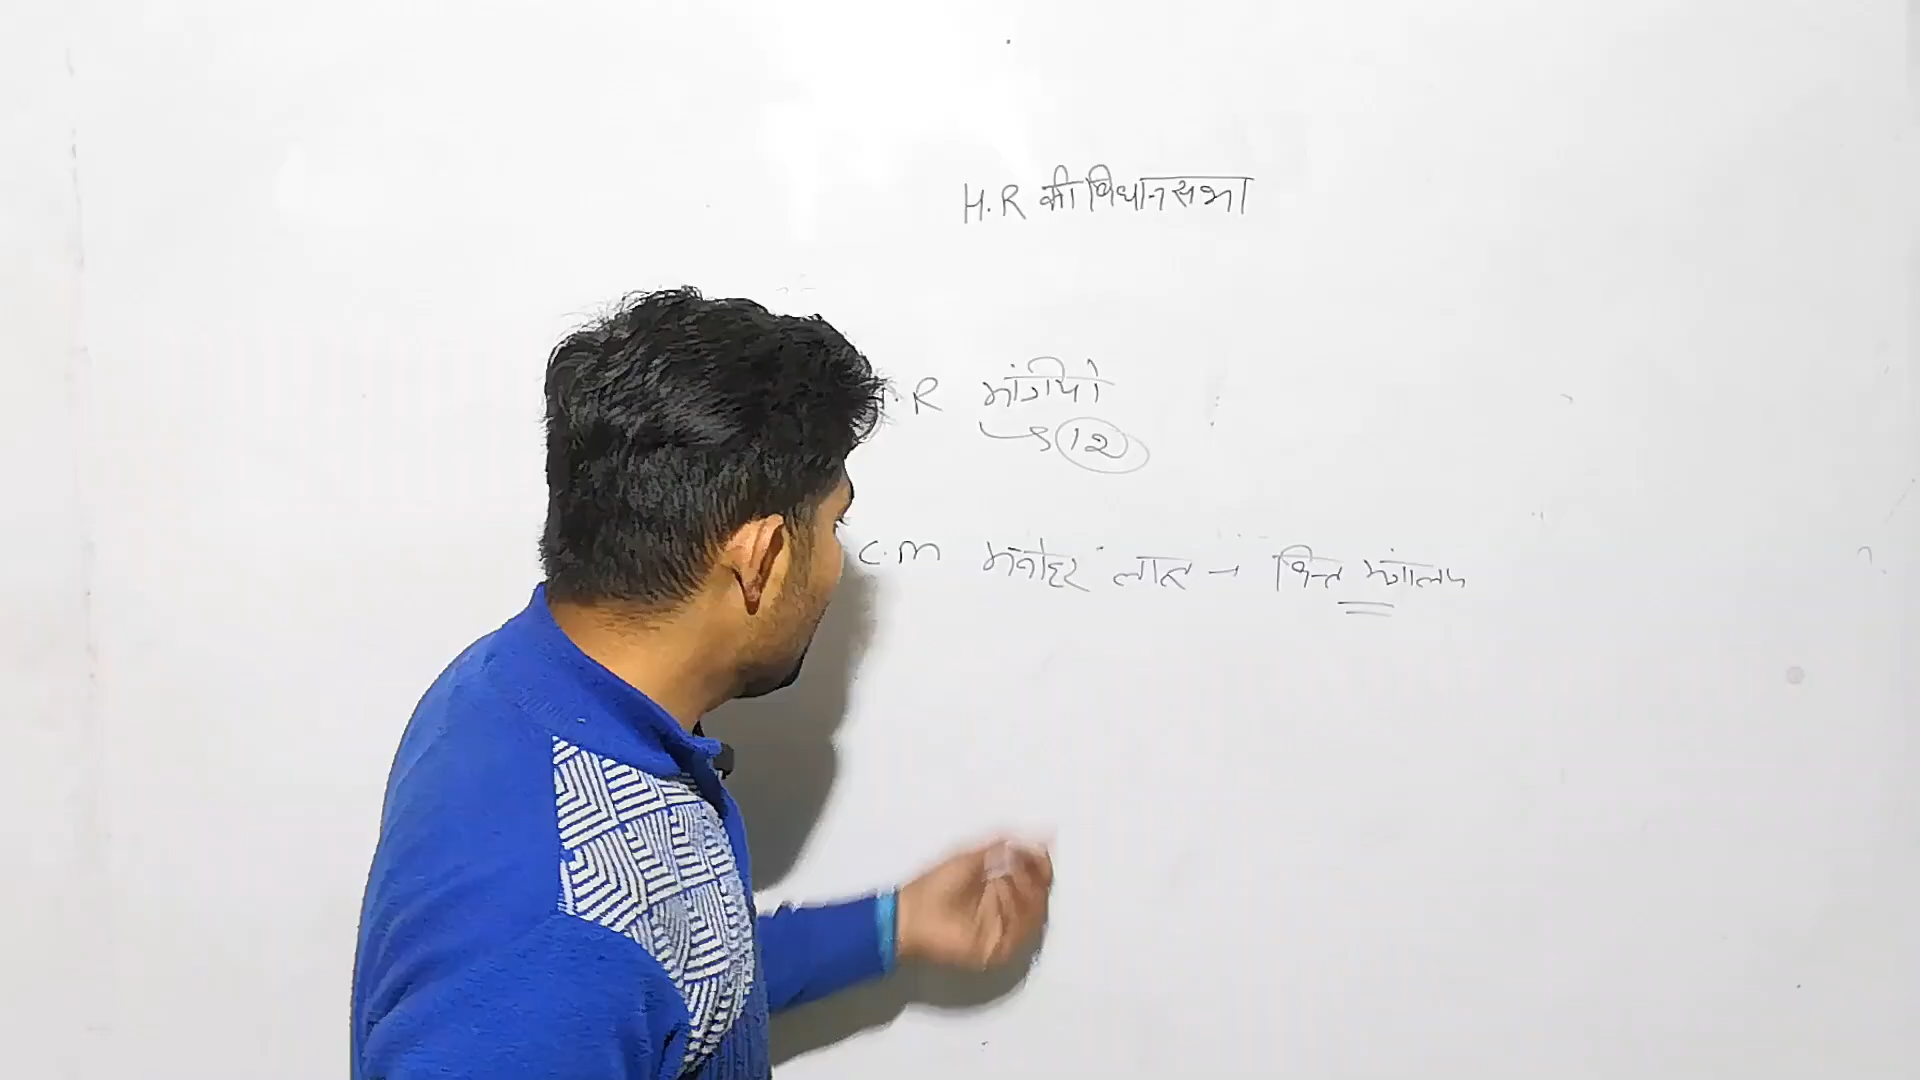 H.R की विधानसभा
. R मंत्रीयो
→ 12
C.M मनोहर लाल → वित्त मंत्रालय